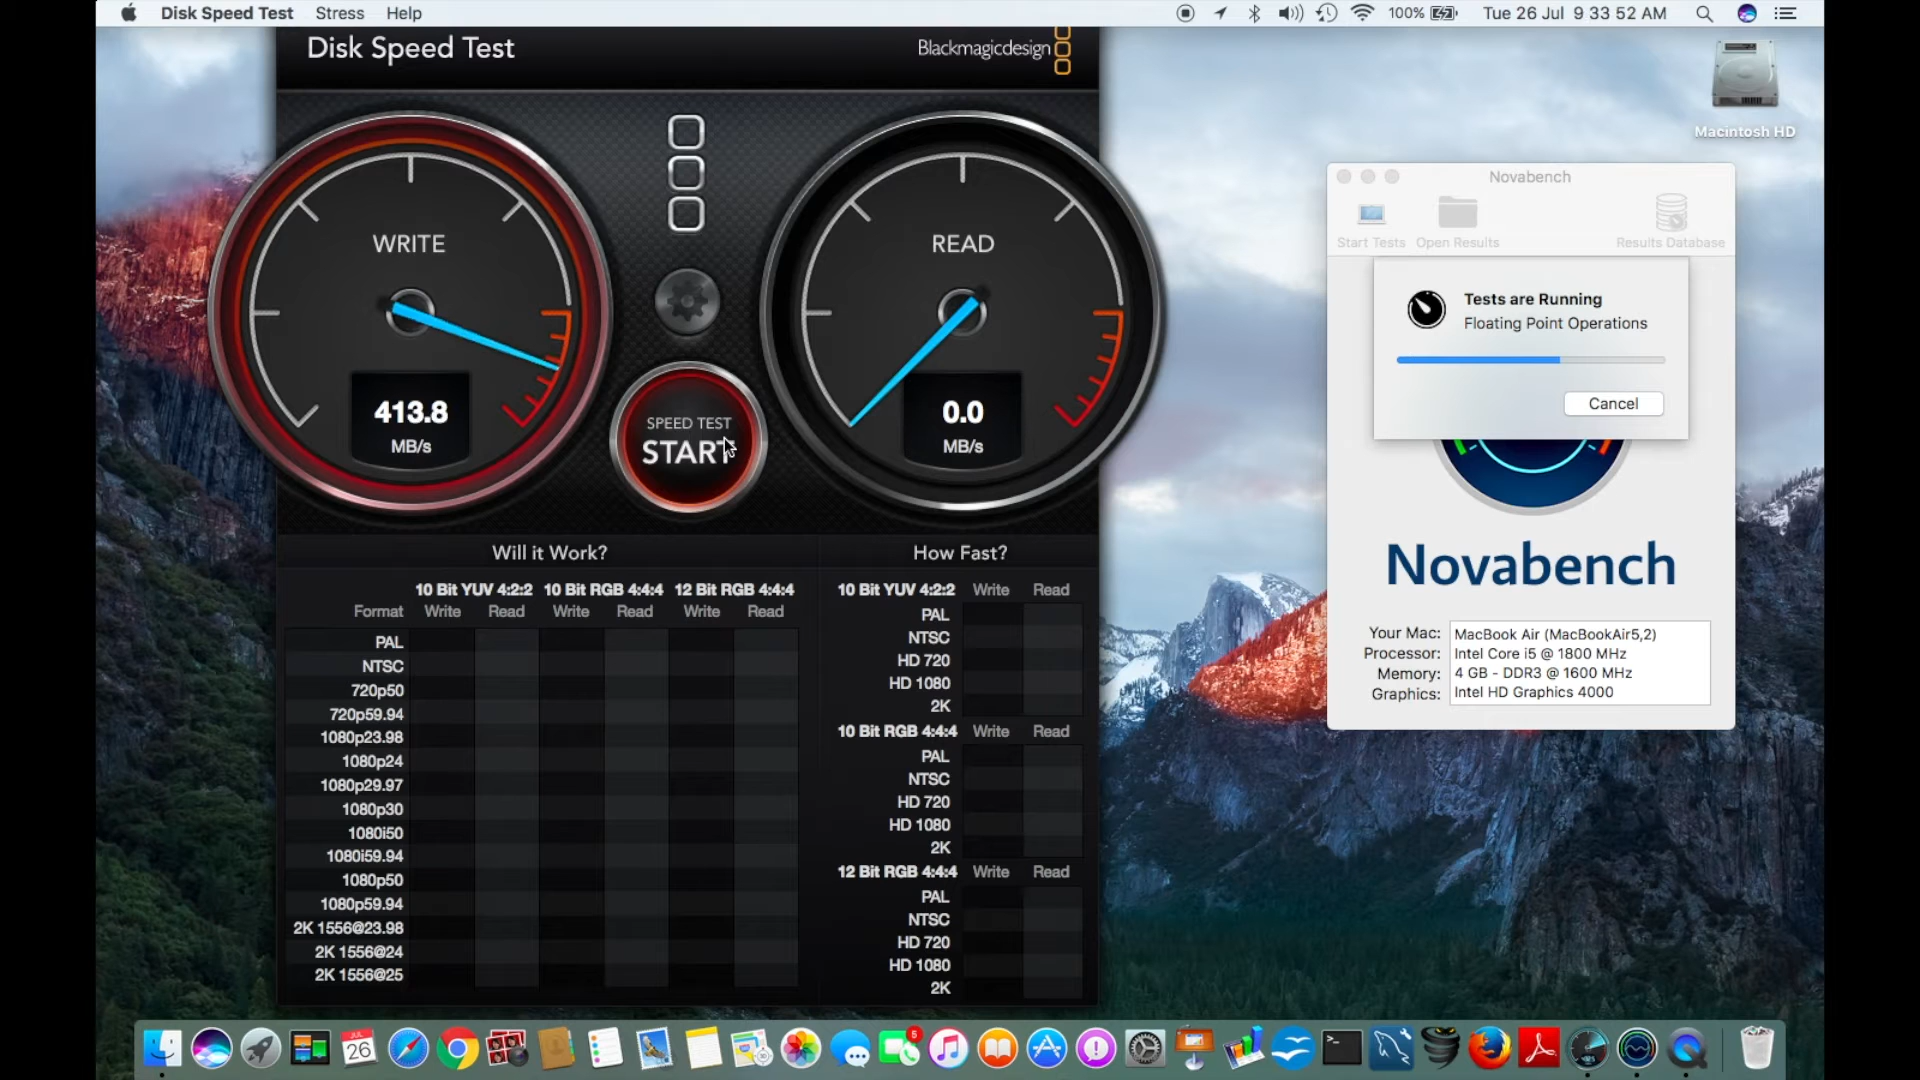 Disk Speed Test Stress Help
100% Tue 26 Jul 9 33 52 AM
Disk Speed Test
Blackmagicdesign
WRITE
413.8
MB/s
SPEED TEST
START
READ
0.0
MB/s
Will it Work?
10 Bit YUV 4:2:2 10 Bit RGB 4:4:4 12 Bit RGB 4:4:4
Format Write Read Write Read Write Read
PAL
NTSC
720p50
720p59.94
1080p23.98
1080p24
1080p29.97
1080p30
1080i50
1080i59.94
1080p50
1080p59.94
2K 1556@23.98
2K 1556@24
2K 1556@25
How Fast?
10 Bit YUV 4:2:2 Write Read
PAL
NTSC
HD 720
HD 1080
2K
10 Bit RGB 4:4:4 Write Read
PAL
NTSC
HD 720
HD 1080
2K
12 Bit RGB 4:4:4 Write Read
PAL
NTSC
HD 720
HD 1080
2K
Macintosh HD
Novabench
Start Tests Open Results Results Database
Tests are Running
Floating Point Operations
Cancel
Novabench
Your Mac: MacBook Air (MacBookAir5,2)
Processor: Intel Core i5 @ 1800 MHz
Memory: 4 GB - DDR3 @ 1600 MHz
Graphics: Intel HD Graphics 4000
JUL
26
5